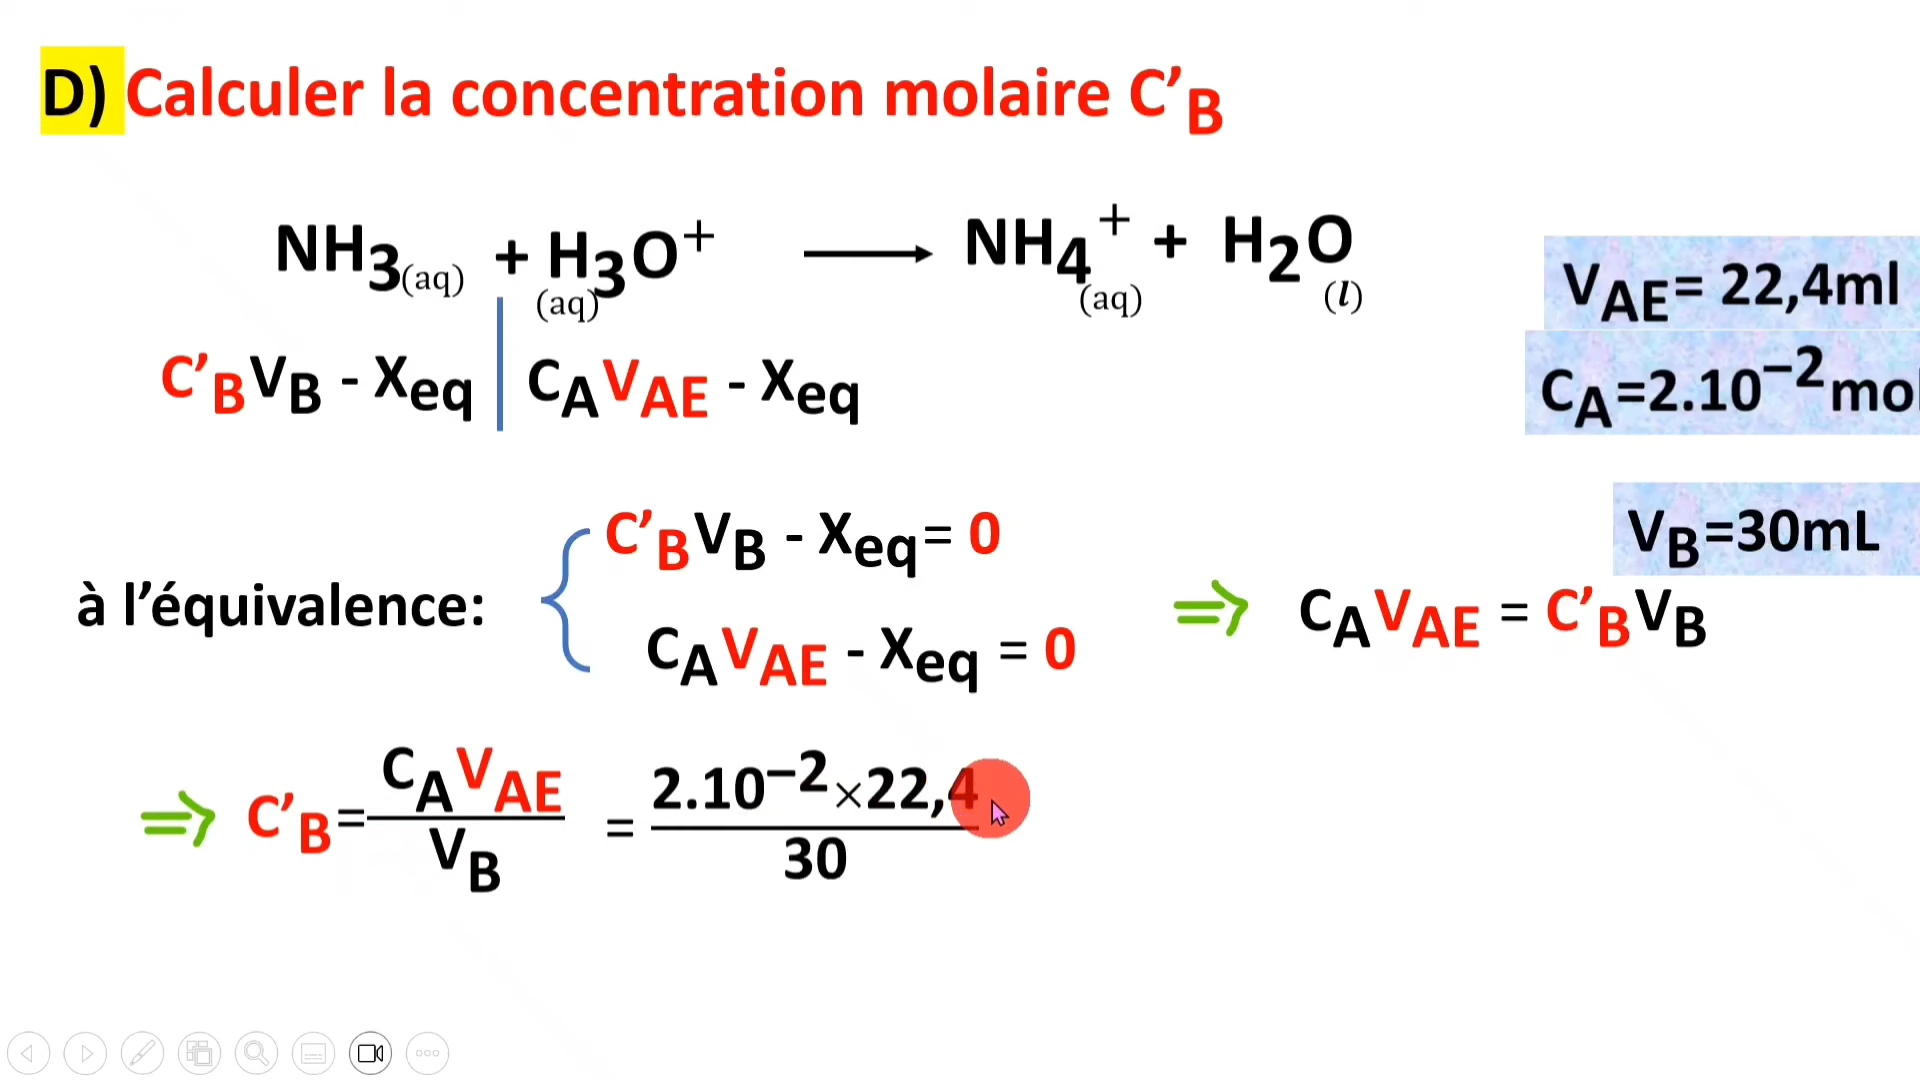 D) Calculer la concentration molaire C’B
NH3(aq) + H3O+(aq) → NH4+(aq) + H2O(l)
VAE= 22,4ml
C’BVB - Xeq | CAVAE - Xeq
CA=2.10−2mol
VB=30mL
C’BVB - Xeq= 0
à l’équivalence:
CAVAE - Xeq = 0
⇒ CAVAE = C’BVB
⇒ C’B= CAVAE / VB = 2.10−2×22,4 / 30